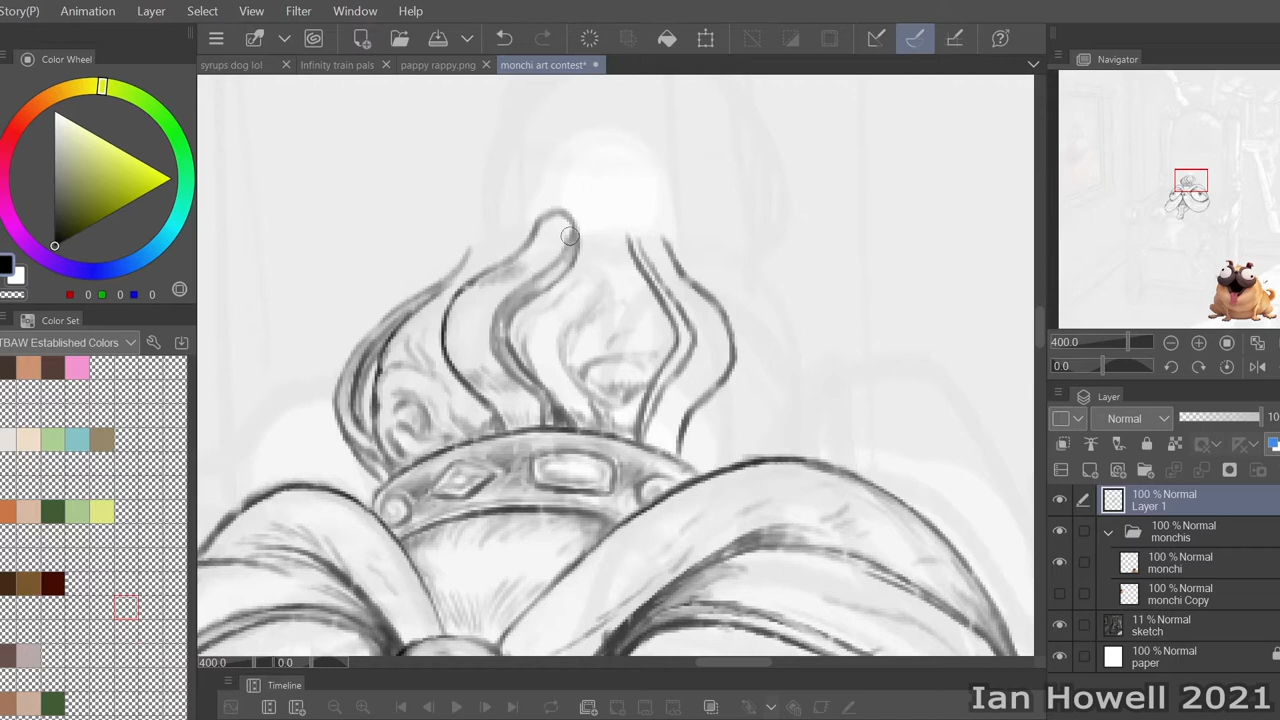 Story(P) Animation Layer Select View Filter Window Help
Color Wheel
syrups dog lol
Infinity train pals
pappy rappy.png
monchi art contest*
Navigator
0 0 0
Color Set
TBAW Established Colors
400.0
0.0
Layer
Normal
10
100 % Normal
Layer 1
100 % Normal
monchis
100 % Normal
monchi
100 % Normal
monchi Copy
11 % Normal
sketch
100 % Normal
paper
400.0 0.0
Timeline
Ian Howell 2021